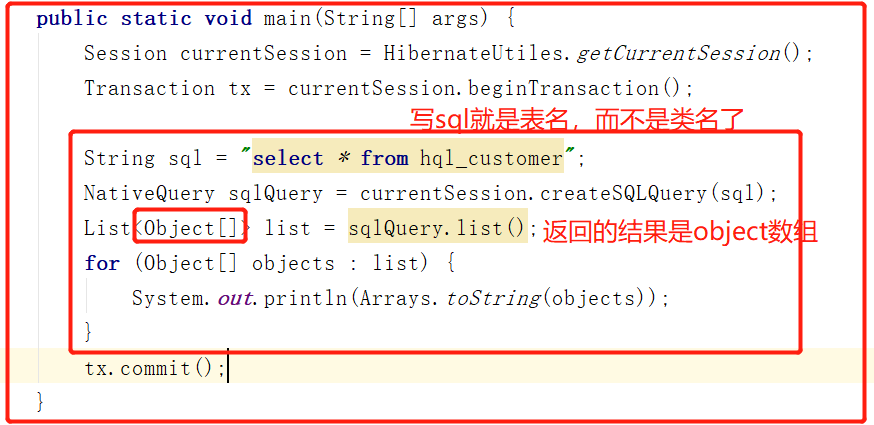 public static void main(String[] args) {
Session currentSession = HibernateUtiles.getCurrentSession();
Transaction tx = currentSession.beginTransaction();
写sql就是表名，而不是类名了
String sql = "select * from hql_customer";
NativeQuery sqlQuery = currentSession.createSQLQuery(sql);
List<Object[]> list = sqlQuery.list(); 返回的结果是object数组
for (Object[] objects : list) {
System.out.println(Arrays.toString(objects));
}
tx.commit();
}